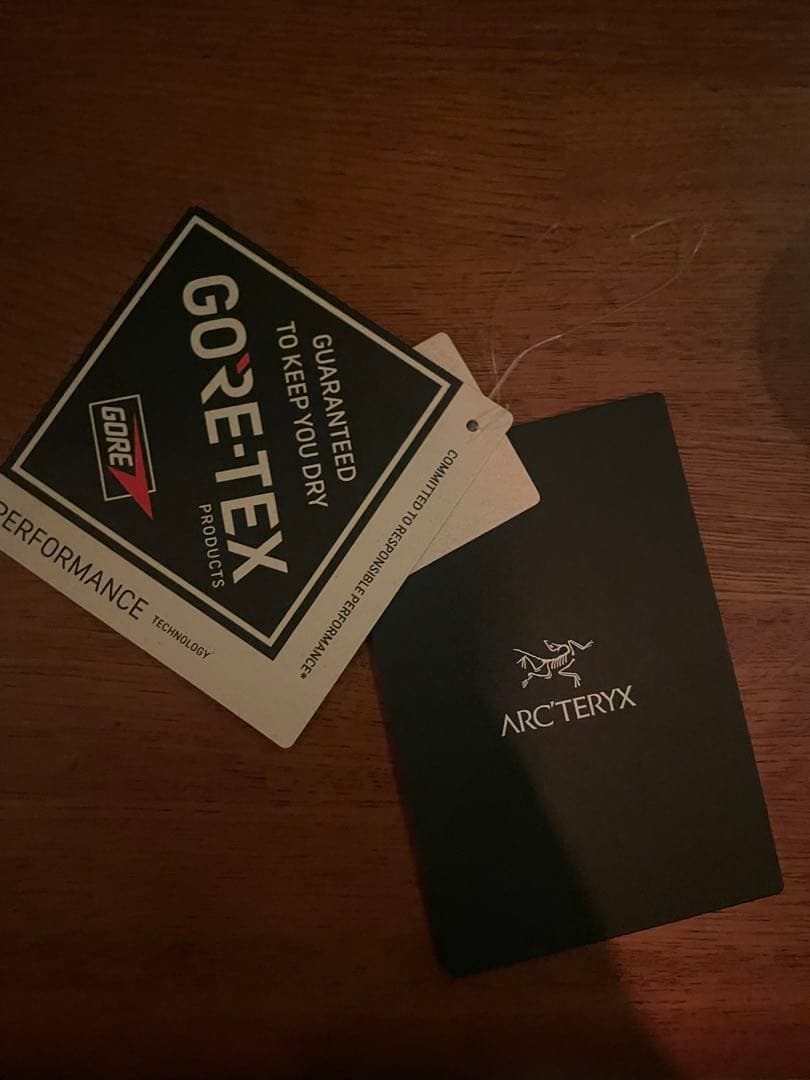 GUARANTEED
TO KEEP YOU DRY
GORE-TEX
PRODUCTS
GORE
PERFORMANCE TECHNOLOGY
COMMITTED TO RESPONSIBLE PERFORMANCE*
ARC'TERYX